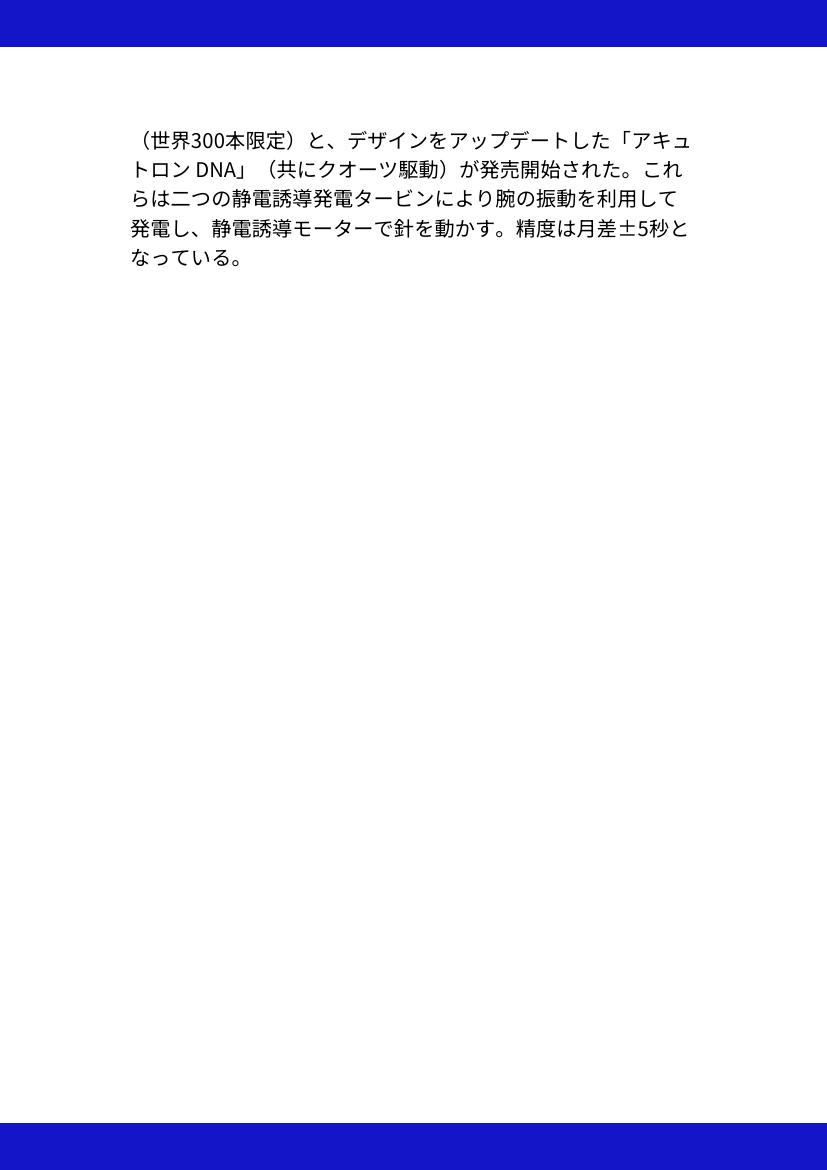 （世界300本限定）と、デザインをアップデートした「アキュ
トロン DNA」（共にクオーツ駆動）が発売開始された。これ
らは二つの静電誘導発電タービンにより腕の振動を利用して
発電し、静電誘導モーターで針を動かす。精度は月差±5秒と
なっている。